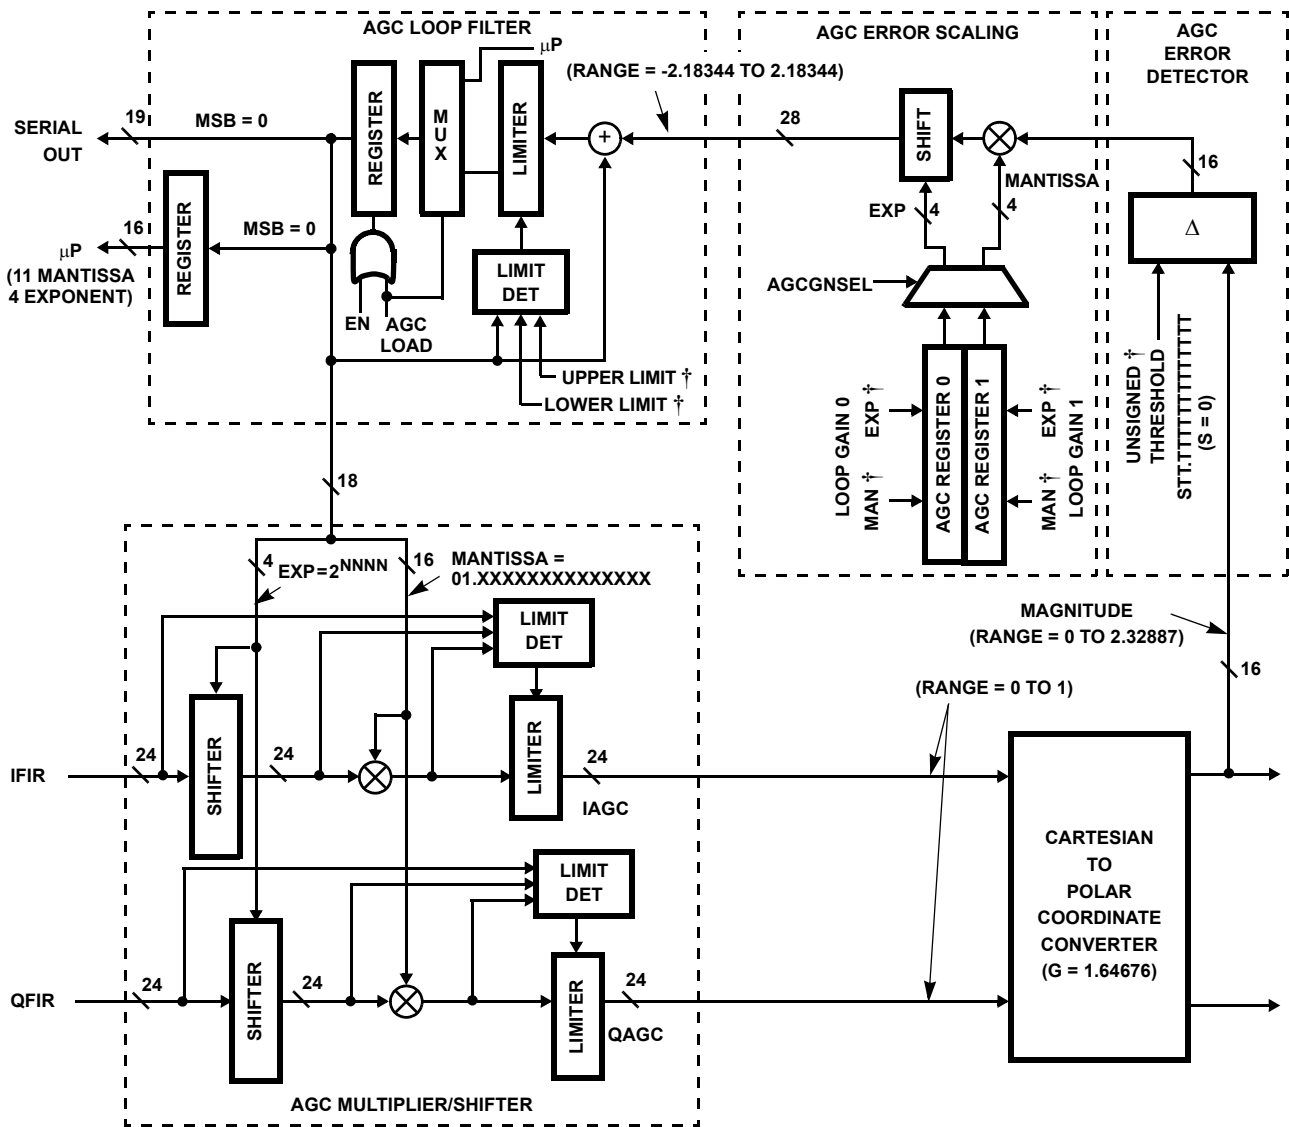 AGC LOOP FILTER
μP
(RANGE = -2.18344 TO 2.18344)
AGC ERROR SCALING
AGC
ERROR
DETECTOR
SERIAL
OUT
19
MSB = 0
REGISTER
MUX
LIMITER
+
28
SHIFT
MANTISSA
16
EXP
4
4
Δ
μP
(11 MANTISSA
4 EXPONENT)
16
REGISTER
MSB = 0
EN
AGC
LOAD
LIMIT
DET
UPPER LIMIT †
LOWER LIMIT †
AGCGNSEL
LOOP GAIN 0
EXP †
MAN †
AGC REGISTER 0
AGC REGISTER 1
EXP †
MAN †
LOOP GAIN 1
UNSIGNED †
THRESHOLD
STT.TTTTTTTTTTTTT
(S = 0)
18
4
EXP=2^NNNN
16
MANTISSA =
01.XXXXXXXXXXXXXX
LIMIT
DET
MAGNITUDE
(RANGE = 0 TO 2.32887)
16
(RANGE = 0 TO 1)
IFIR
24
SHIFTER
24
LIMITER
24
IAGC
LIMIT
DET
QFIR
24
SHIFTER
24
LIMITER
24
QAGC
CARTESIAN
TO
POLAR
COORDINATE
CONVERTER
(G = 1.64676)
AGC MULTIPLIER/SHIFTER